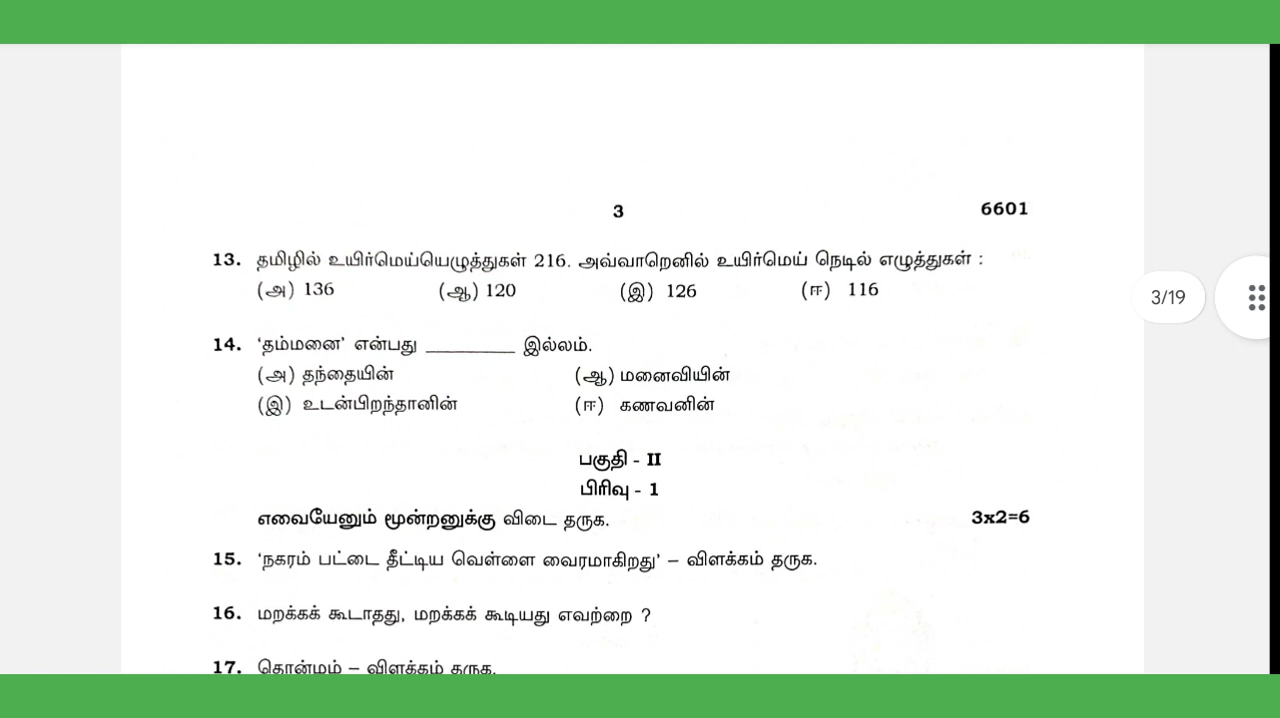 3 6601
13. தமிழில் உயிர்மெய்யெழுத்துகள் 216. அவ்வாறெனில் உயிர்மெய் நெடில் எழுத்துகள் :
(அ) 136 (ஆ) 120 (இ) 126 (ஈ) 116
3/19
14. 'தம்மனை' என்பது ________ இல்லம்.
(அ) தந்தையின் (ஆ) மனைவியின்
(இ) உடன்பிறந்தானின் (ஈ) கணவனின்
பகுதி - II
பிரிவு - 1
எவையேனும் மூன்றனுக்கு விடை தருக. 3x2=6
15. 'நகரம் பட்டை தீட்டிய வெள்ளை வைரமாகிறது' – விளக்கம் தருக.
16. மறக்கக் கூடாதது, மறக்கக் கூடியது எவற்றை ?
17. தொன்மம் – விளக்கம் தருக.